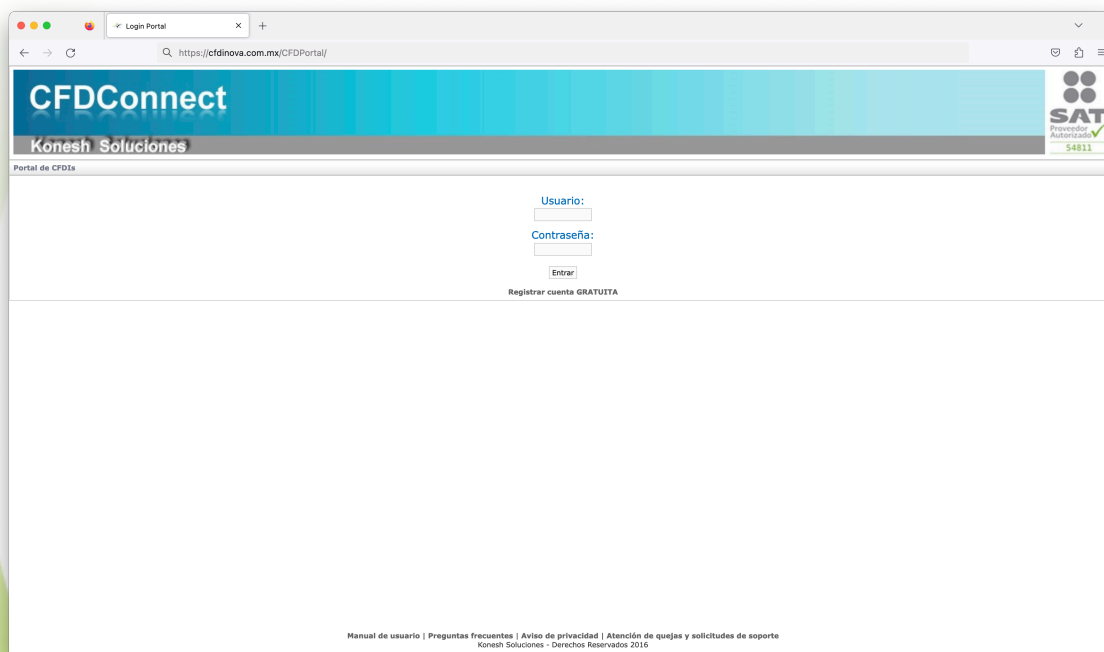 Login Portal
https://cfdinova.com.mx/CFDPortal/
CFDConnect
Konesh Soluciones
SAT
Proveedor
Autorizado
54811
Portal de CFDIs
Usuario:
Contraseña:
Entrar
Registrar cuenta GRATUITA
Manual de usuario | Preguntas frecuentes | Aviso de privacidad | Atención de quejas y solicitudes de soporte
Konesh Soluciones - Derechos Reservados 2016